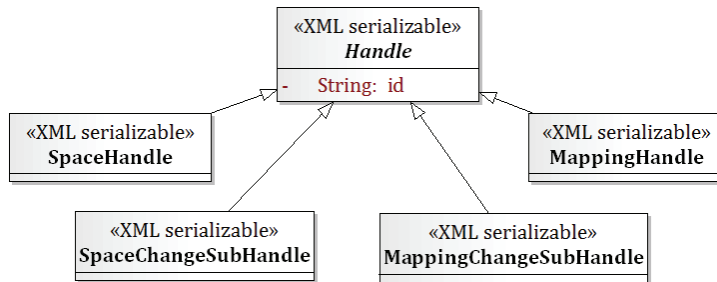 «XML serializable»
Handle
- String: id
«XML serializable»
SpaceHandle
«XML serializable»
MappingHandle
«XML serializable»
SpaceChangeSubHandle
«XML serializable»
MappingChangeSubHandle